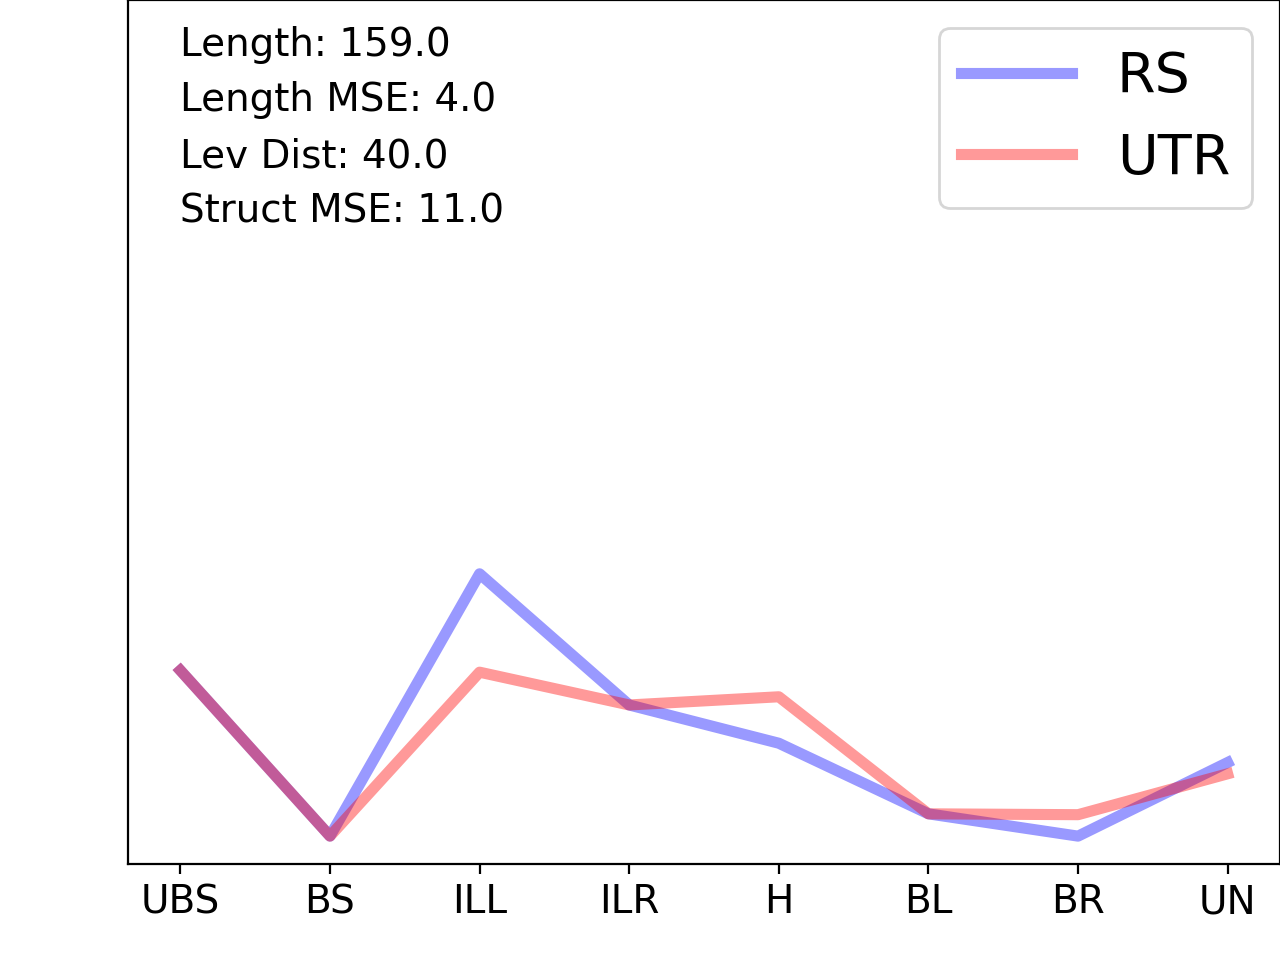 Length: 159.0
Length MSE: 4.0
Lev Dist: 40.0
Struct MSE: 11.0
RS
UTR
UBS BS ILL ILR H BL BR UN